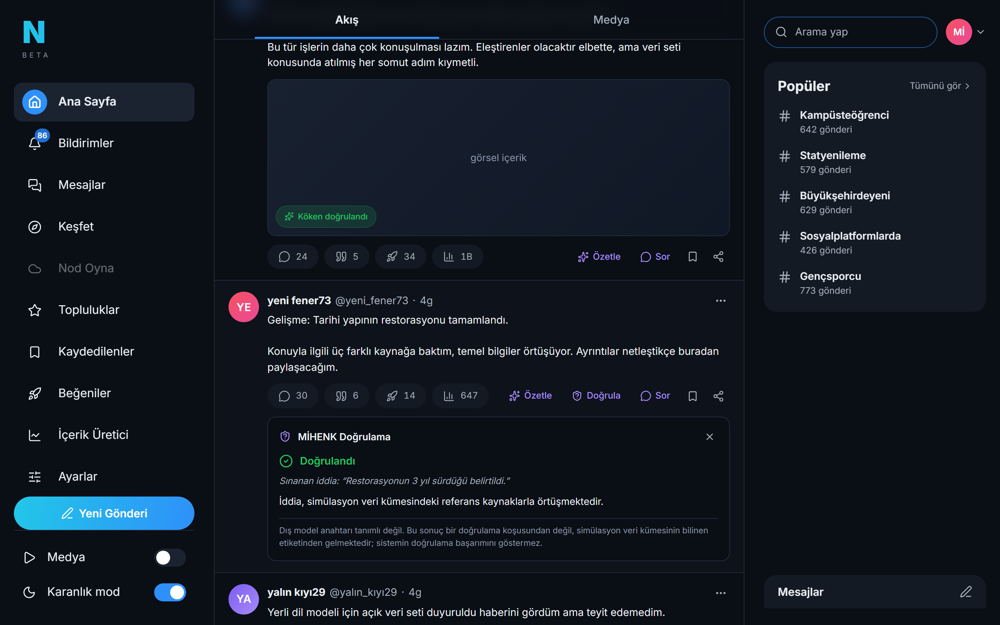 N
BETA
Ana Sayfa
86
Bildirimler
Mesajlar
Keşfet
Nod Oyna
Topluluklar
Kaydedilenler
Beğeniler
İçerik Üretici
Ayarlar
Yeni Gönderi
Medya
Karanlık mod
Akış
Medya
Bu tür işlerin daha çok konuşulması lazım. Eleştirenler olacaktır elbette, ama veri seti
konusunda atılmış her somut adım kıymetli.
görsel içerik
Köken doğrulandı
24
5
34
1B
Özetle
Sor
YE
yeni fener73 @yeni_fener73 · 4g
Gelişme: Tarihi yapının restorasyonu tamamlandı.
Konuyla ilgili üç farklı kaynağa baktım, temel bilgiler örtüşüyor. Ayrıntılar netleştikçe buradan
paylaşacağım.
30
6
14
647
Özetle
Doğrula
Sor
MİHENK Doğrulama
Doğrulandı
Sınanan iddia: “Restorasyonun 3 yıl sürdüğü belirtildi.”
İddia, simülasyon veri kümesindeki referans kaynaklarla örtüşmektedir.
Dış model anahtarı tanımlı değil. Bu sonuç bir doğrulama koşusundan değil, simülasyon veri kümesinin bilinen
etiketinden gelmektedir; sistemin doğrulama başarımını göstermez.
YA
yalın kıyı29 @yalın_kıyı29 · 4g
Yerli dil modeli için açık veri seti duyuruldu haberini gördüm ama teyit edemedim.
Arama yap
Mİ
Popüler
Tümünü gör
Kampüsteöğrenci
642 gönderi
Statyenileme
579 gönderi
Büyükşehirdeyeni
629 gönderi
Sosyalplatformlarda
426 gönderi
Gençsporcu
773 gönderi
Mesajlar